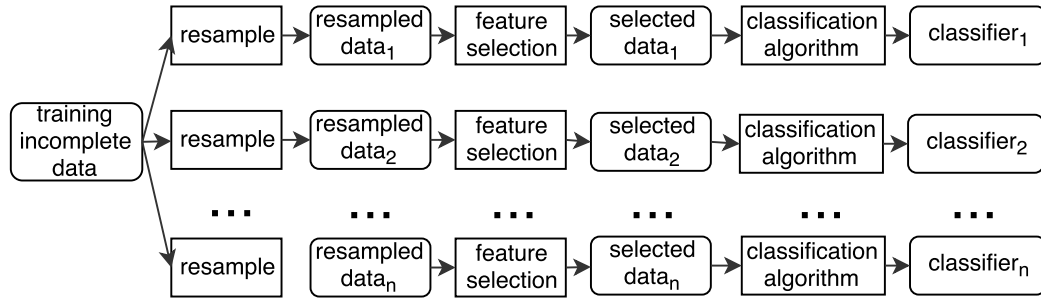 resample
resampled
data1
feature
selection
selected
data1
classification
algorithm
classifier1
training
incomplete
data
resample
resampled
data2
feature
selection
selected
data2
classification
algorithm
classifier2
... ... ... ... ... ...
resample
resampled
datan
feature
selection
selected
datan
classification
algorithm
classifiern